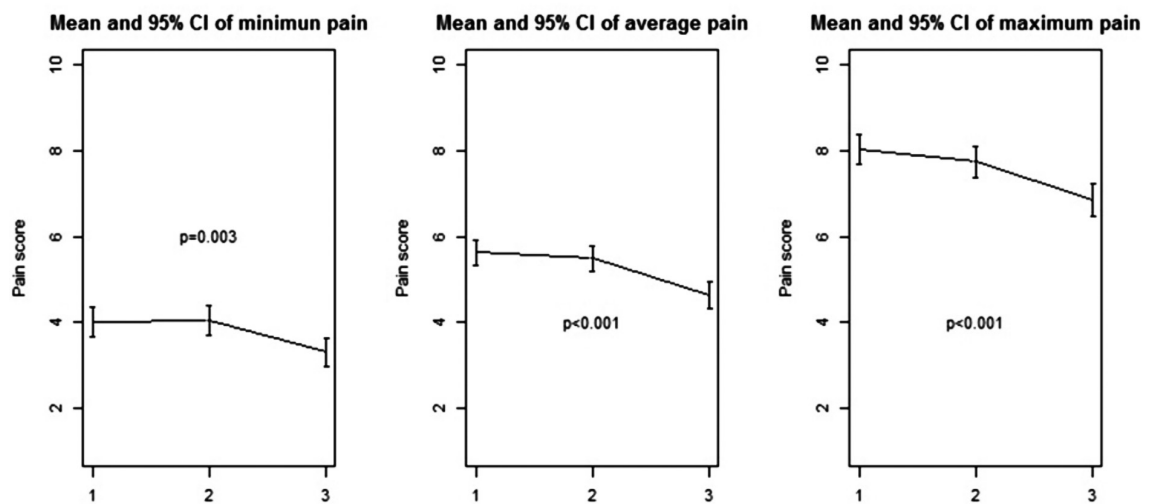 Mean and 95% CI of minimun pain
Pain score
10
8
6
4
2
p=0.003
1 2 3
Mean and 95% CI of average pain
Pain score
10
8
6
4
2
p<0.001
1 2 3
Mean and 95% CI of maximum pain
Pain score
10
8
6
4
2
p<0.001
1 2 3